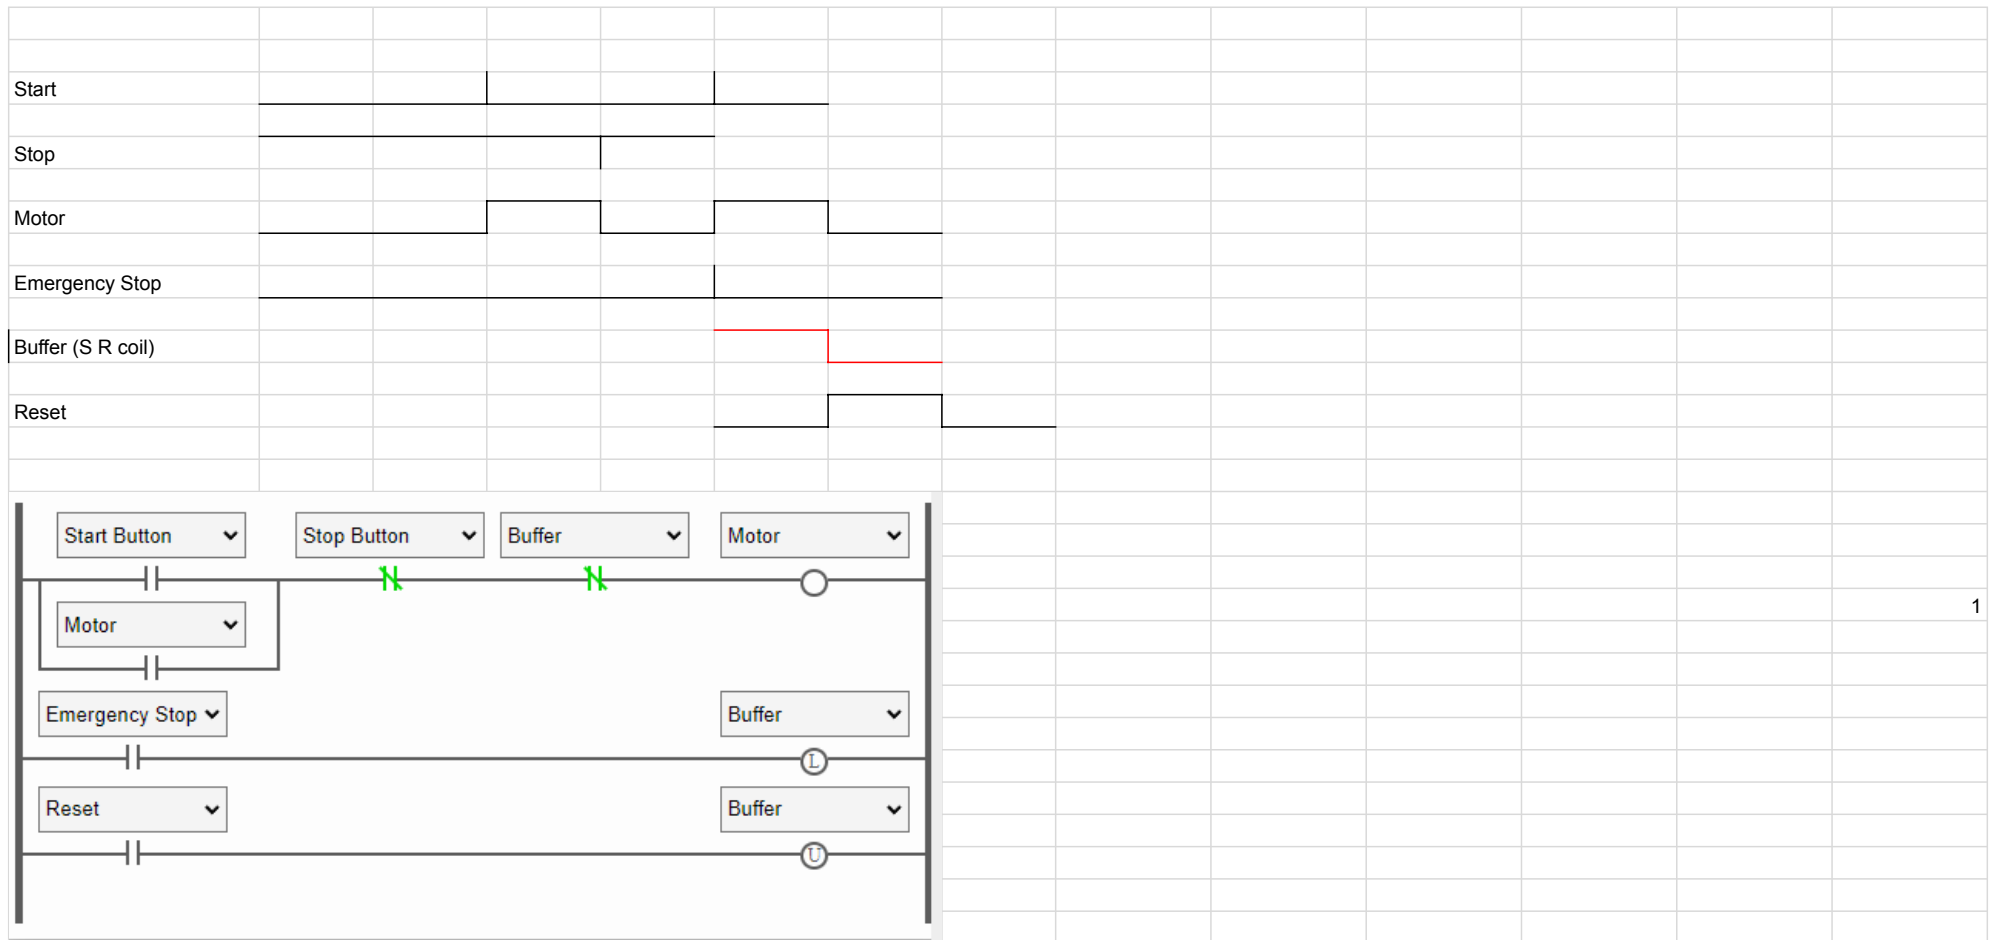 Start
Stop
Motor
Emergency Stop
Buffer (S R coil)
Reset
Start Button Stop Button Buffer Motor
1
Motor
Emergency Stop Buffer
L
Reset Buffer
U